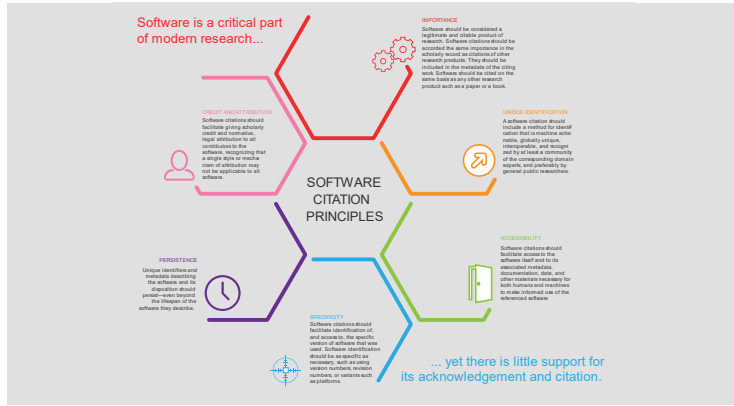 Software is a critical part
of modern research...
IMPORTANCE
Software should be considered a
legitimate and citable product of
research. Software citations should be
accorded the same importance in the
scholarly record as citations of other
research products. They should be
included in the metadata of the citing
work. Software should be cited on the
same basis as any other research
product such as a paper or a book.
CREDIT AND ATTRIBUTION
Software citations should
facilitate giving scholarly
credit and normative,
legal attribution to all
contributors to the
software, recognizing that
a single style or mecha
nism of attribution may
not be applicable to all
software.
UNIQUE IDENTIFICATION
A software citation should
include a method for identif
cation that is machine actio
nable, globally unique,
interoperable, and recogni
zed by at least a community
of the corresponding domain
experts, and preferably by
general public researchers.
SOFTWARE
CITATION
PRINCIPLES
PERSISTENCE
Unique identifiers and
metadata describing
the software and its
disposition should
persist—even beyond
the lifespan of the
software they describe.
ACCESSIBILITY
Software citations should
facilitate access to the
software itself and to its
associated metadata,
documentation, data, and
other materials necessary for
both humans and machines
to make informed use of the
referenced software
SPECIFICITY
Software citations should
facilitate identification of,
and access to, the specific
version of software that was
used. Software identification
should be as specific as
necessary, such as using
version numbers, revision
numbers, or variants such
as platforms.
... yet there is little support for
its acknowledgement and citation.